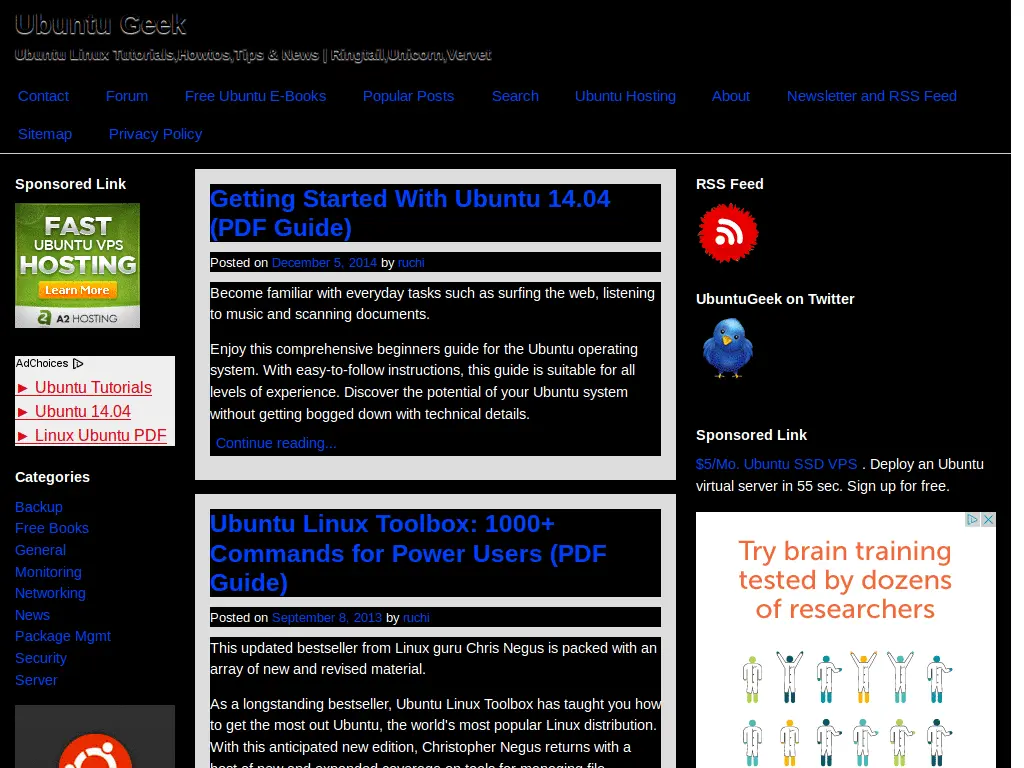 Ubuntu Geek
Ubuntu Linux Tutorials,Howtos,Tips & News | Ringtail,Unicorn,Vervet
Contact Forum Free Ubuntu E-Books Popular Posts Search Ubuntu Hosting About Newsletter and RSS Feed
Sitemap Privacy Policy
Sponsored Link
FAST
UBUNTU VPS
HOSTING
Learn More
A2 HOSTING
AdChoices
► Ubuntu Tutorials
► Ubuntu 14.04
► Linux Ubuntu PDF
Categories
Backup
Free Books
General
Monitoring
Networking
News
Package Mgmt
Security
Server
Getting Started With Ubuntu 14.04
(PDF Guide)
Posted on December 5, 2014 by ruchi
Become familiar with everyday tasks such as surfing the web, listening
to music and scanning documents.
Enjoy this comprehensive beginners guide for the Ubuntu operating
system. With easy-to-follow instructions, this guide is suitable for all
levels of experience. Discover the potential of your Ubuntu system
without getting bogged down with technical details.
Continue reading...
Ubuntu Linux Toolbox: 1000+
Commands for Power Users (PDF
Guide)
Posted on September 8, 2013 by ruchi
This updated bestseller from Linux guru Chris Negus is packed with an
array of new and revised material.
As a longstanding bestseller, Ubuntu Linux Toolbox has taught you how
to get the most out Ubuntu, the world's most popular Linux distribution.
With this anticipated new edition, Christopher Negus returns with a
host of new and expanded coverage on tools for managing file
RSS Feed
UbuntuGeek on Twitter
Sponsored Link
$5/Mo. Ubuntu SSD VPS . Deploy an Ubuntu
virtual server in 55 sec. Sign up for free.
Try brain training
tested by dozens
of researchers